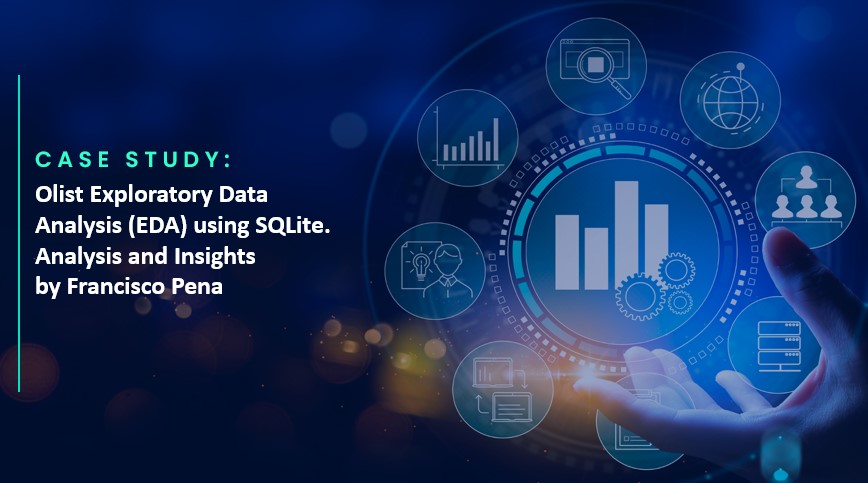 CASE STUDY:
Olist Exploratory Data
Analysis (EDA) using SQLite.
Analysis and Insights
by Francisco Pena